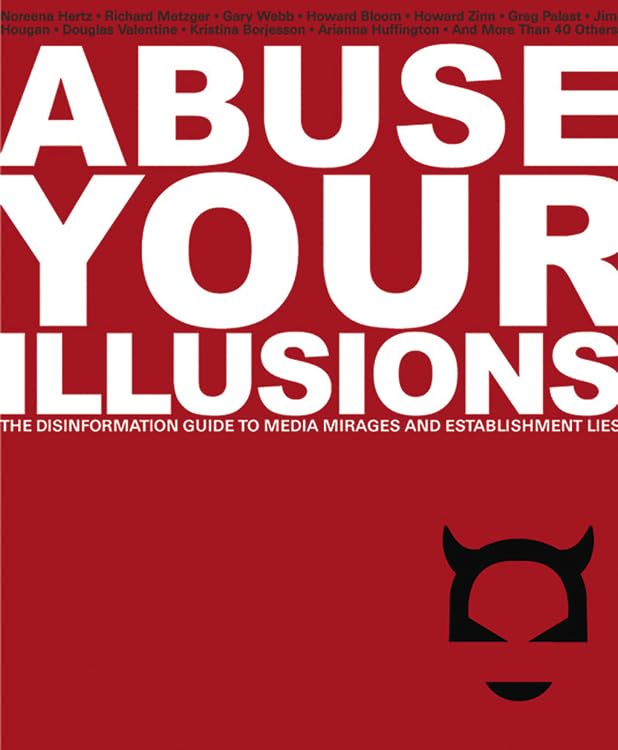 Noreena Hertz • Richard Metzger • Gary Webb • Howard Bloom • Howard Zinn • Greg Palast • Jim
Hougan • Douglas Valentine • Kristina Borjesson • Arianna Huffington • And More Than 40 Others
ABUSE
YOUR
ILLUSIONS
THE DISINFORMATION GUIDE TO MEDIA MIRAGES AND ESTABLISHMENT LIES